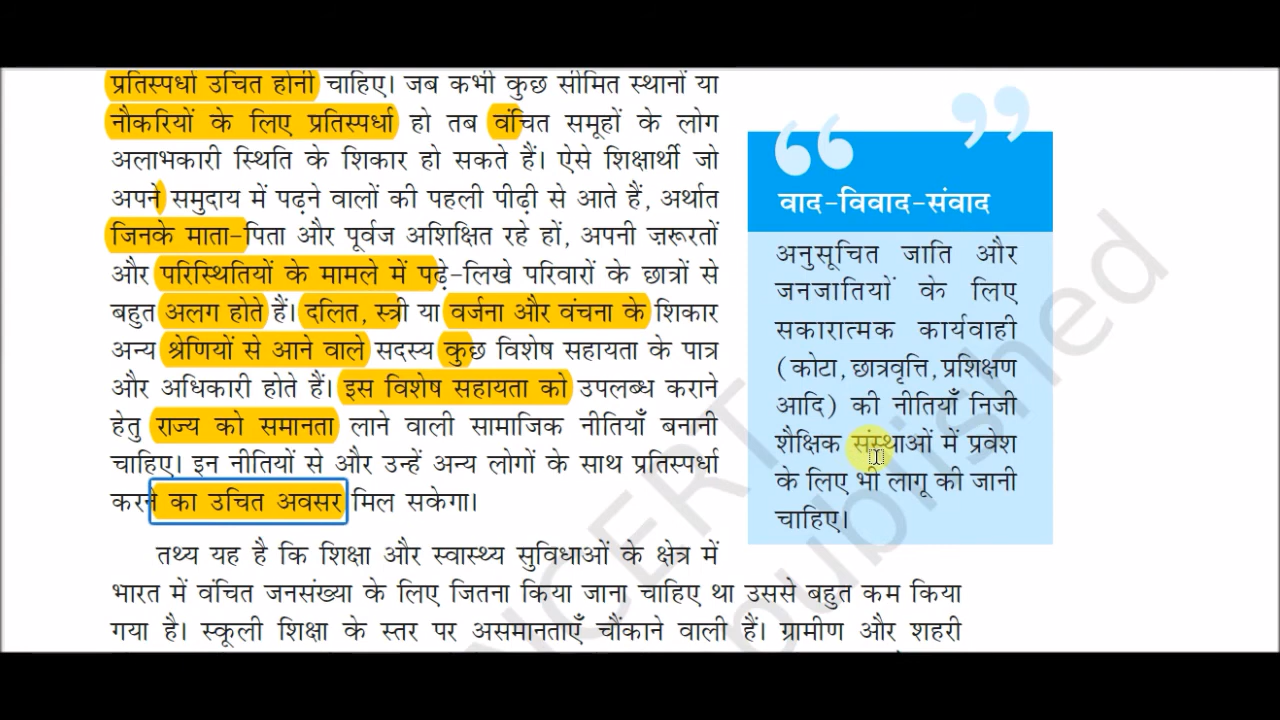 प्रतिस्पर्धा उचित होनी चाहिए। जब कभी कुछ सीमित स्थानों या
नौकरियों के लिए प्रतिस्पर्धा हो तब वंचित समूहों के लोग
अलाभकारी स्थिति के शिकार हो सकते हैं। ऐसे शिक्षार्थी जो
अपने समुदाय में पढ़ने वालों की पहली पीढ़ी से आते हैं, अर्थात
जिनके माता-पिता और पूर्वज अशिक्षित रहे हों, अपनी ज़रूरतों
और परिस्थितियों के मामले में पढ़े-लिखे परिवारों के छात्रों से
बहुत अलग होते हैं। दलित, स्त्री या वर्जना और वंचना के शिकार
अन्य श्रेणियों से आने वाले सदस्य कुछ विशेष सहायता के पात्र
और अधिकारी होते हैं। इस विशेष सहायता को उपलब्ध कराने
हेतु राज्य को समानता लाने वाली सामाजिक नीतियाँ बनानी
चाहिए। इन नीतियों से और उन्हें अन्य लोगों के साथ प्रतिस्पर्धा
करने का उचित अवसर मिल सकेगा।
तथ्य यह है कि शिक्षा और स्वास्थ्य सुविधाओं के क्षेत्र में
भारत में वंचित जनसंख्या के लिए जितना किया जाना चाहिए था उससे बहुत कम किया
गया है। स्कूली शिक्षा के स्तर पर असमानताएँ चौंकाने वाली हैं। ग्रामीण और शहरी
वाद-विवाद-संवाद
अनुसूचित जाति और
जनजातियों के लिए
सकारात्मक कार्यवाही
(कोटा, छात्रवृत्ति, प्रशिक्षण
आदि) की नीतियाँ निजी
शैक्षिक संस्थाओं में प्रवेश
के लिए भी लागू की जानी
चाहिए।
NCERT
published